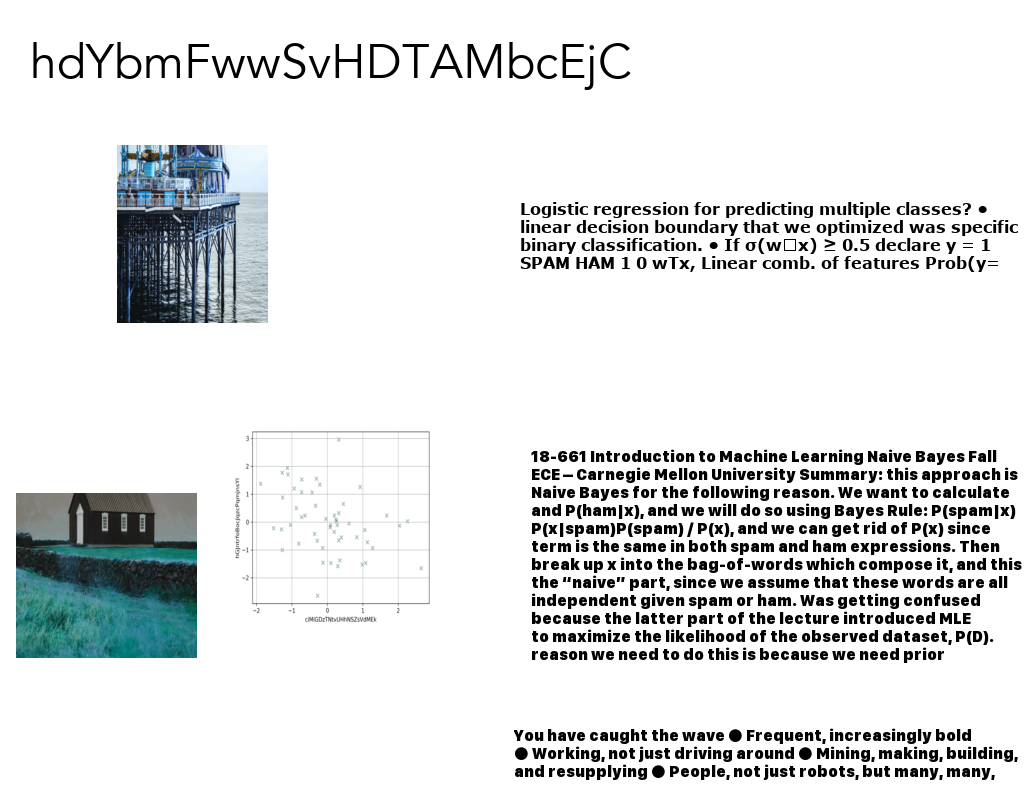 hdYbmFwwSvHDTAMbcEjC
Logistic regression for predicting multiple classes? ●
linear decision boundary that we optimized was specific
binary classification. ● If σ(w□x) ≥ 0.5 declare y = 1
SPAM HAM 1 0 wTx, Linear comb. of features Prob(y=
3
2
1
0
−1
−2
−2 −1 0 1 2
18-661 Introduction to Machine Learning Naive Bayes Fall
ECE – Carnegie Mellon University Summary: this approach is
Naive Bayes for the following reason. We want to calculate
and P(ham|x), and we will do so using Bayes Rule: P(spam|x)
P(x|spam)P(spam) / P(x), and we can get rid of P(x) since
term is the same in both spam and ham expressions. Then
break up x into the bag-of-words which compose it, and this
the “naive” part, since we assume that these words are all
independent given spam or ham. Was getting confused
because the latter part of the lecture introduced MLE
to maximize the likelihood of the observed dataset, P(D).
reason we need to do this is because we need prior
You have caught the wave ● Frequent, increasingly bold
● Working, not just driving around ● Mining, making, building,
and resupplying ● People, not just robots, but many, many,